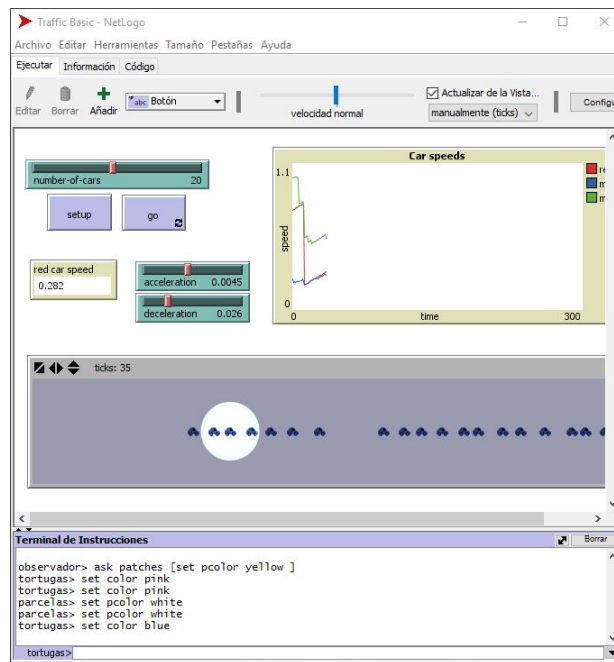 Traffic Basic - NetLogo
Archivo Editar Herramientas Tamaño Pestañas Ayuda
Ejecutar Información Código
Editar Borrar Añadir
abc Botón
velocidad normal
Actualizar de la Vista...
manualmente (ticks)
Configu
number-of-cars 20
setup
go
red car speed
0.282
acceleration 0.0045
deceleration 0.026
Car speeds
1.1
speed
0
0 time 300
re
m
m
ticks: 35
Terminal de Instrucciones
Borrar
observador> ask patches [set pcolor yellow ]
tortugas> set color pink
tortugas> set color pink
parcelas> set pcolor white
parcelas> set pcolor white
tortugas> set color blue
tortugas>